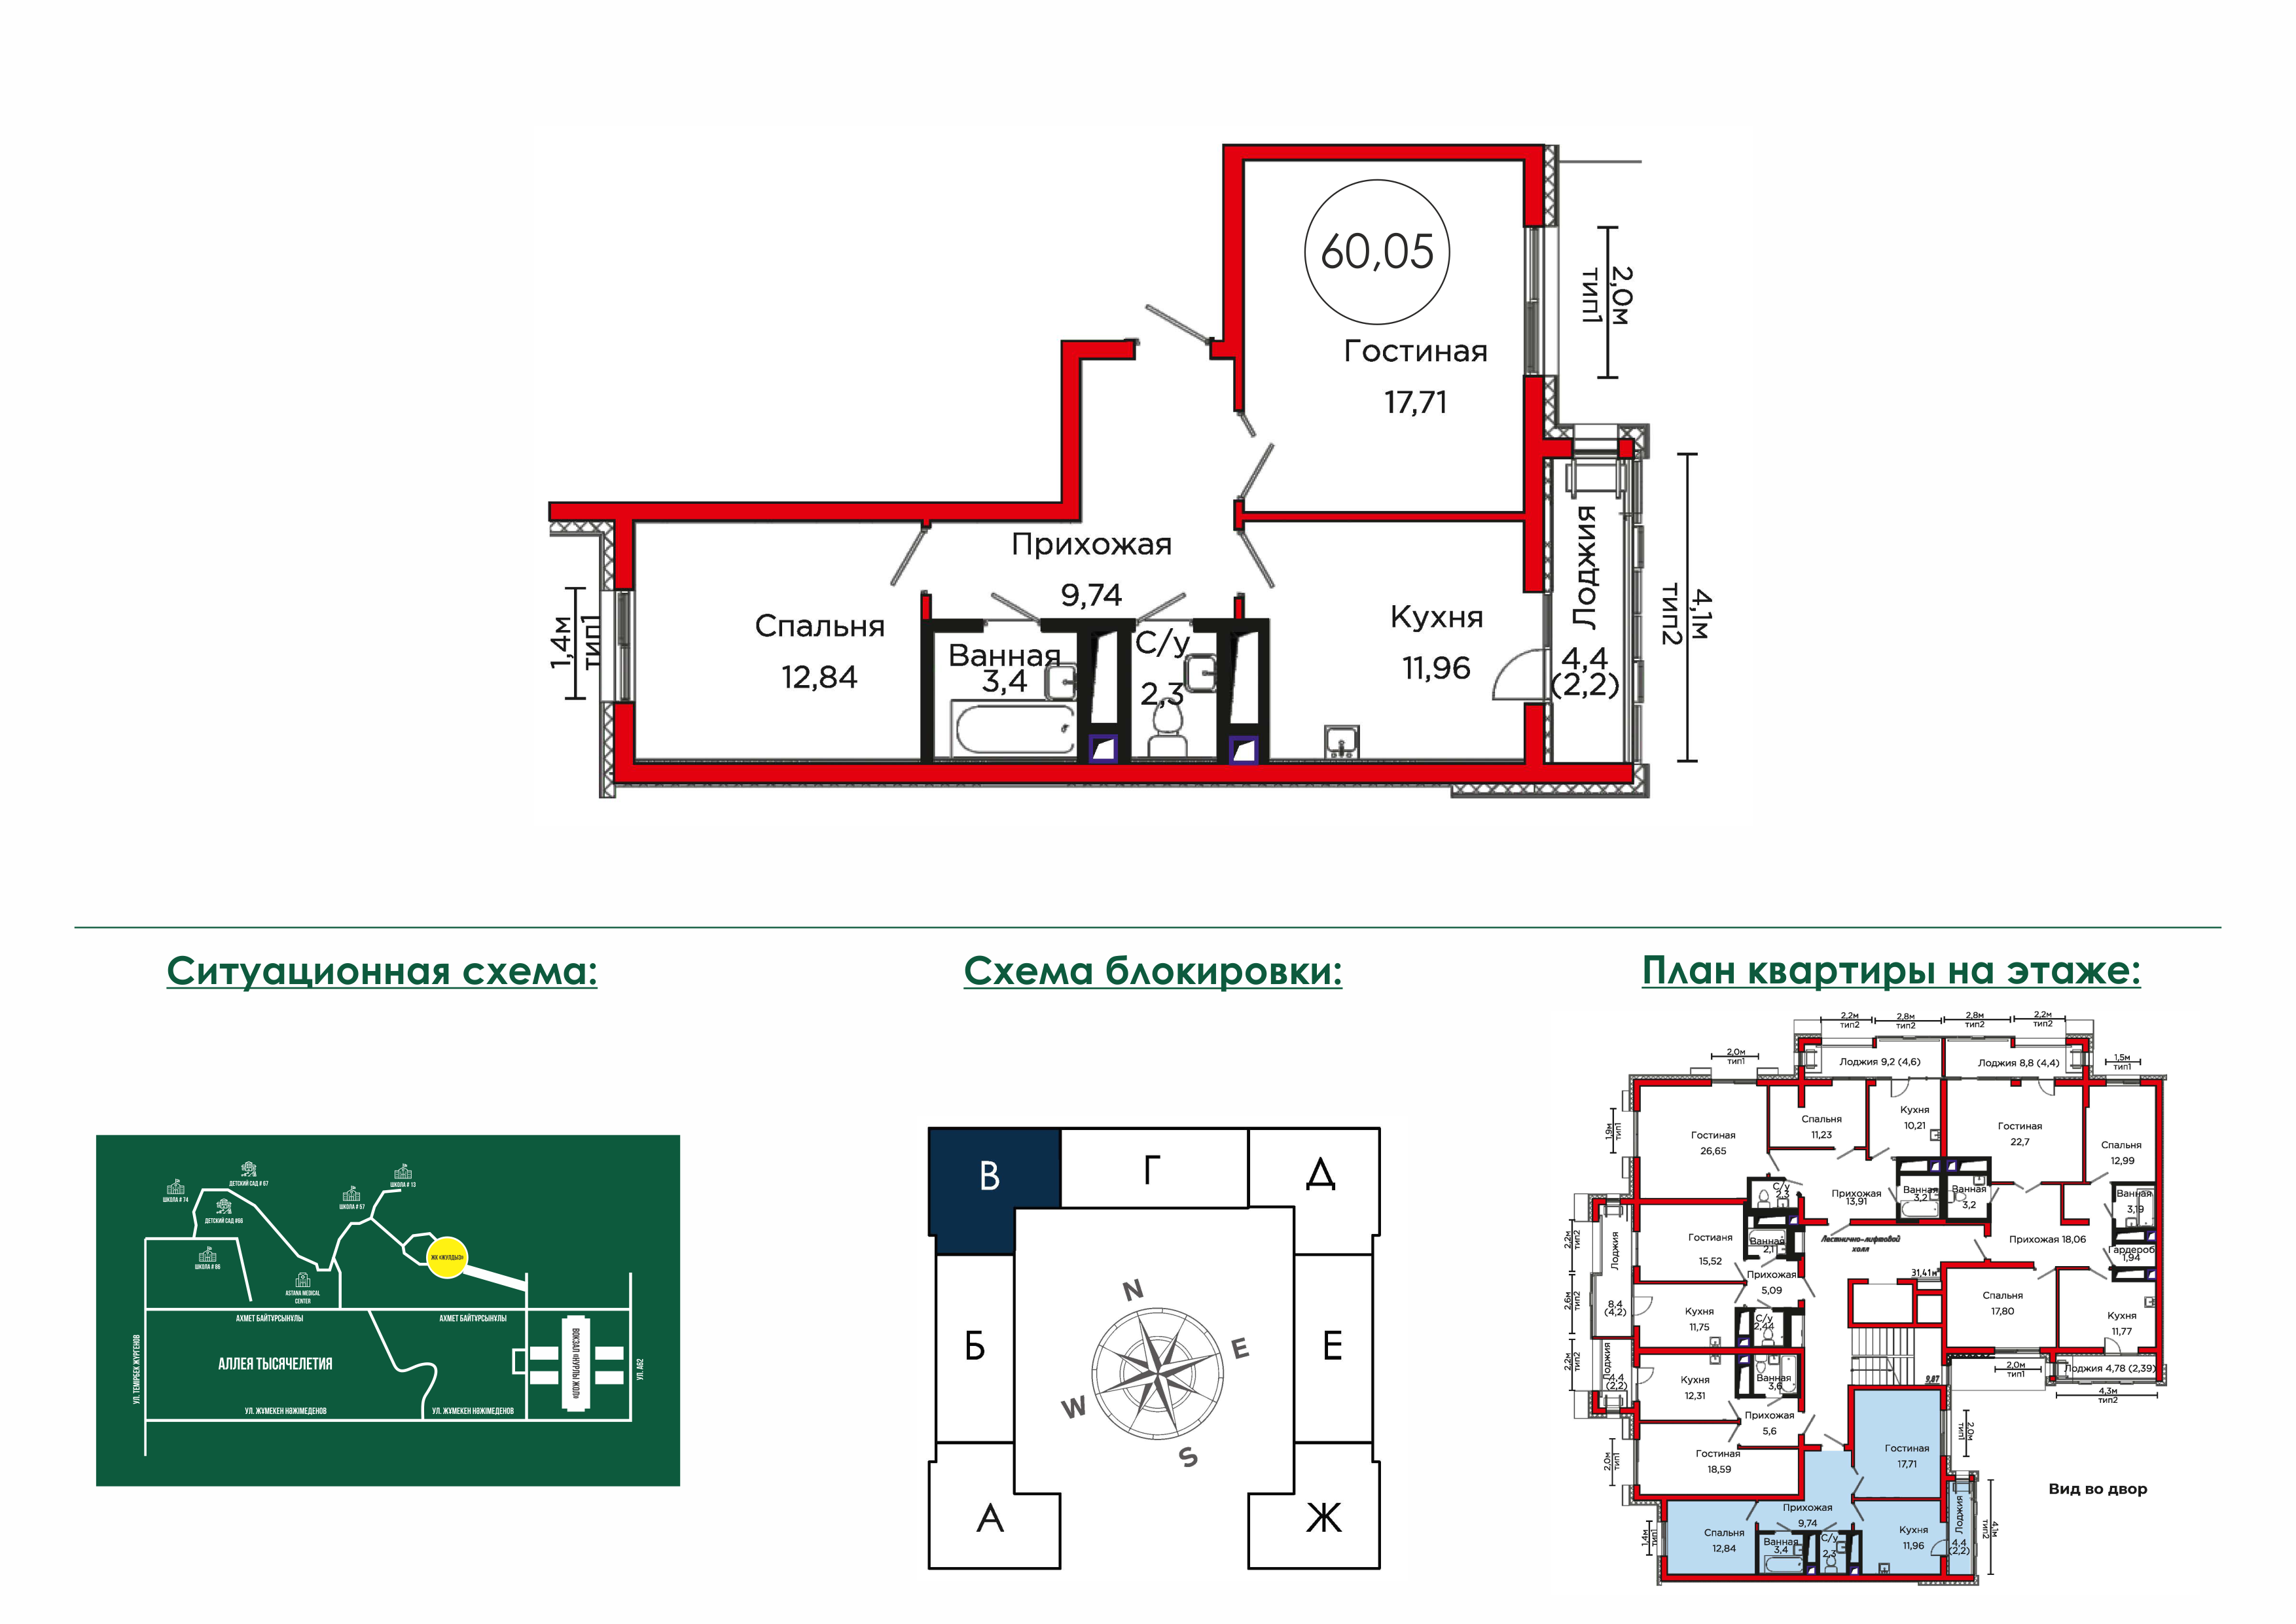 60,05
Гостиная
17,71
2,0м
тип1
Прихожая
9,74
Спальня
12,84
1,4м
тип1
Ванная
3,4
С/у
2,3
Кухня
11,96
Лоджия
4,4
(2,2)
4,1м
тип2
Ситуационная схема:
ШКОЛА # 74
ДЕТСКИЙ САД # 67
ДЕТСКИЙ САД #66
ШКОЛА # 57
ШКОЛА # 13
ШКОЛА # 86
ЖК «ЖУЛДЫЗ»
ASTANA MEDICAL
CENTER
АХМЕТ БАЙТҰРСЫНҰЛЫ
АХМЕТ БАЙТҰРСЫНҰЛЫ
УЛ. ТЕМІРБЕК ЖҮРГЕНОВ
АЛЛЕЯ ТЫСЯЧЕЛЕТИЯ
ВОКЗАЛ «НҰРЛЫ ЖОЛ»
УЛ. А62
УЛ. ЖҰМЕКЕН НӘЖІМЕДЕНОВ
УЛ. ЖҰМЕКЕН НӘЖІМЕДЕНОВ
Схема блокировки:
В
Г
Д
Б
Е
А
Ж
N
E
W
S
План квартиры на этаже:
2,2м
тип2
2,8м
тип2
2,8м
тип2
2,2м
тип2
2,0м
тип1
1,5м
тип1
Лоджия 9,2 (4,6)
Лоджия 8,8 (4,4)
1,9м
тип1
Гостиная
26,65
Спальня
11,23
Кухня
10,21
Гостиная
22,7
Спальня
12,99
С/у
2,3
Прихожая
13,91
Ванная
3,21
Ванная
3,2
Ванная
3,19
Лестнично-лифтовой
холл
31,41м²
Прихожая 18,06
Гардероб
1,94
2,2м
тип2
Лоджия
Гостианя
15,52
Ванная
2,1
Прихожая
5,09
2,6м
тип2
8,4
(4,2)
Кухня
11,75
С/у
2,44
Спальня
17,80
Кухня
11,77
2,2м
тип2
Лоджия
4,4
(2,2)
Кухня
12,31
Ванная
3,6
Прихожая
5,6
9,87
2,0м
тип1
Лоджия 4,78 (2,39)
4,3м
тип2
2,0м
тип1
Гостиная
18,59
Гостиная
17,71
2,0м
тип1
Вид во двор
1,4м
тип1
Спальня
12,84
Прихожая
9,74
Ванная
3,4
С/у
2,3
Кухня
11,96
Лоджия
4,4
(2,2)
4,1м
тип2